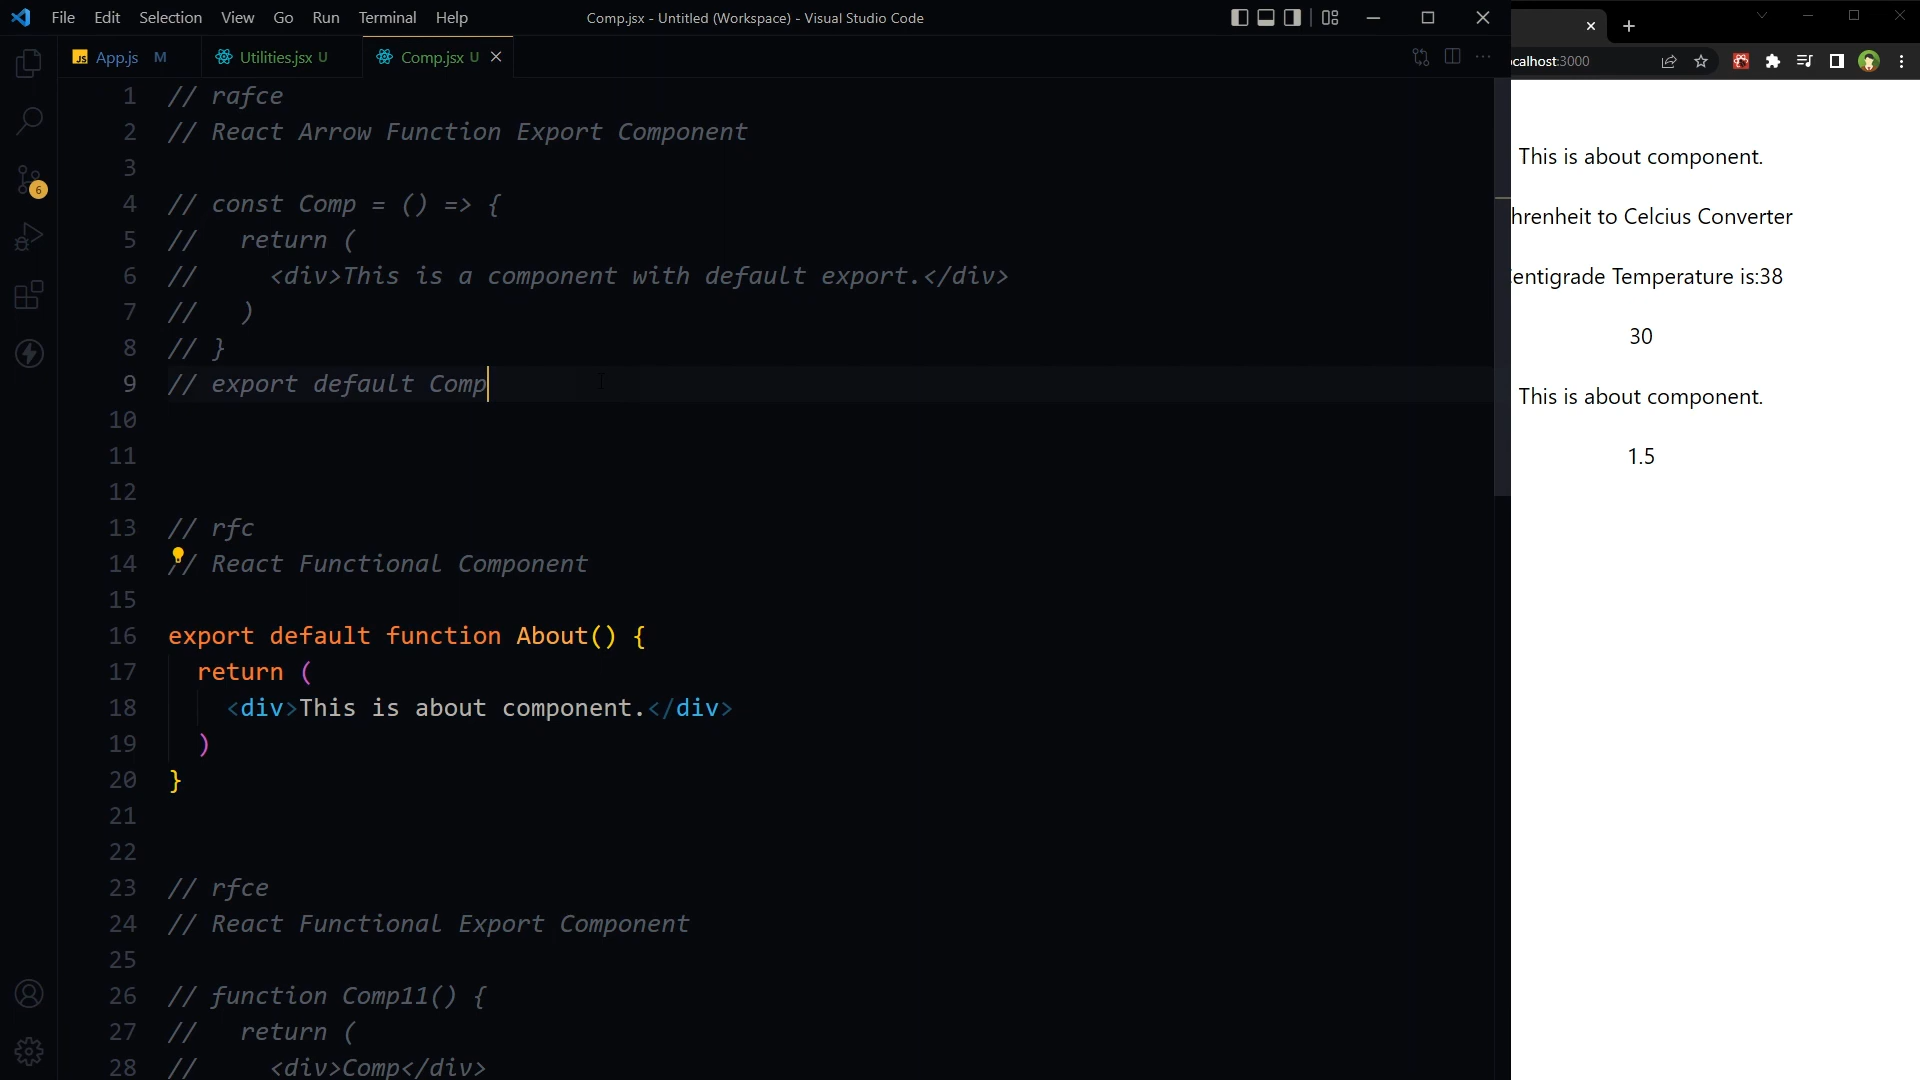 File Edit Selection View Go Run Terminal Help
Comp.jsx - Untitled (Workspace) - Visual Studio Code
JS App.js M
Utilities.jsx U
Comp.jsx U
calhost:3000
6
1 // rafce
2 // React Arrow Function Export Component
3
4 // const Comp = () => {
5 //   return (
6 //     <div>This is a component with default export.</div>
7 //   )
8 // }
9 // export default Comp
10
11
12
13 // rfc
14 // React Functional Component
15
16 export default function About() {
17   return (
18     <div>This is about component.</div>
19   )
20 }
21
22
23 // rfce
24 // React Functional Export Component
25
26 // function Comp11() {
27 //   return (
28 //     <div>Comp</div>
This is about component.
hrenheit to Celcius Converter
entigrade Temperature is:38
30
This is about component.
1.5